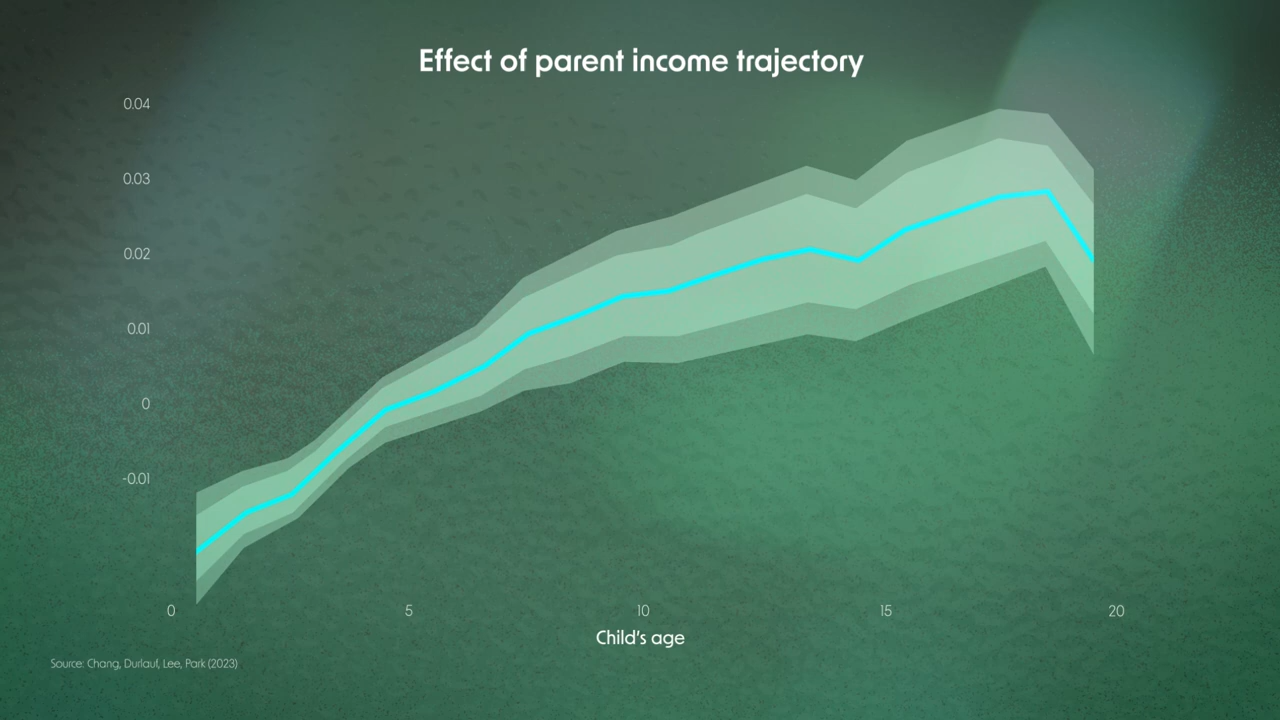 Effect of parent income trajectory
0.04
0.03
0.02
0.01
0
-0.01
0 5 10 15 20
Child's age
Source: Chang, Durlauf, Lee, Park (2023)